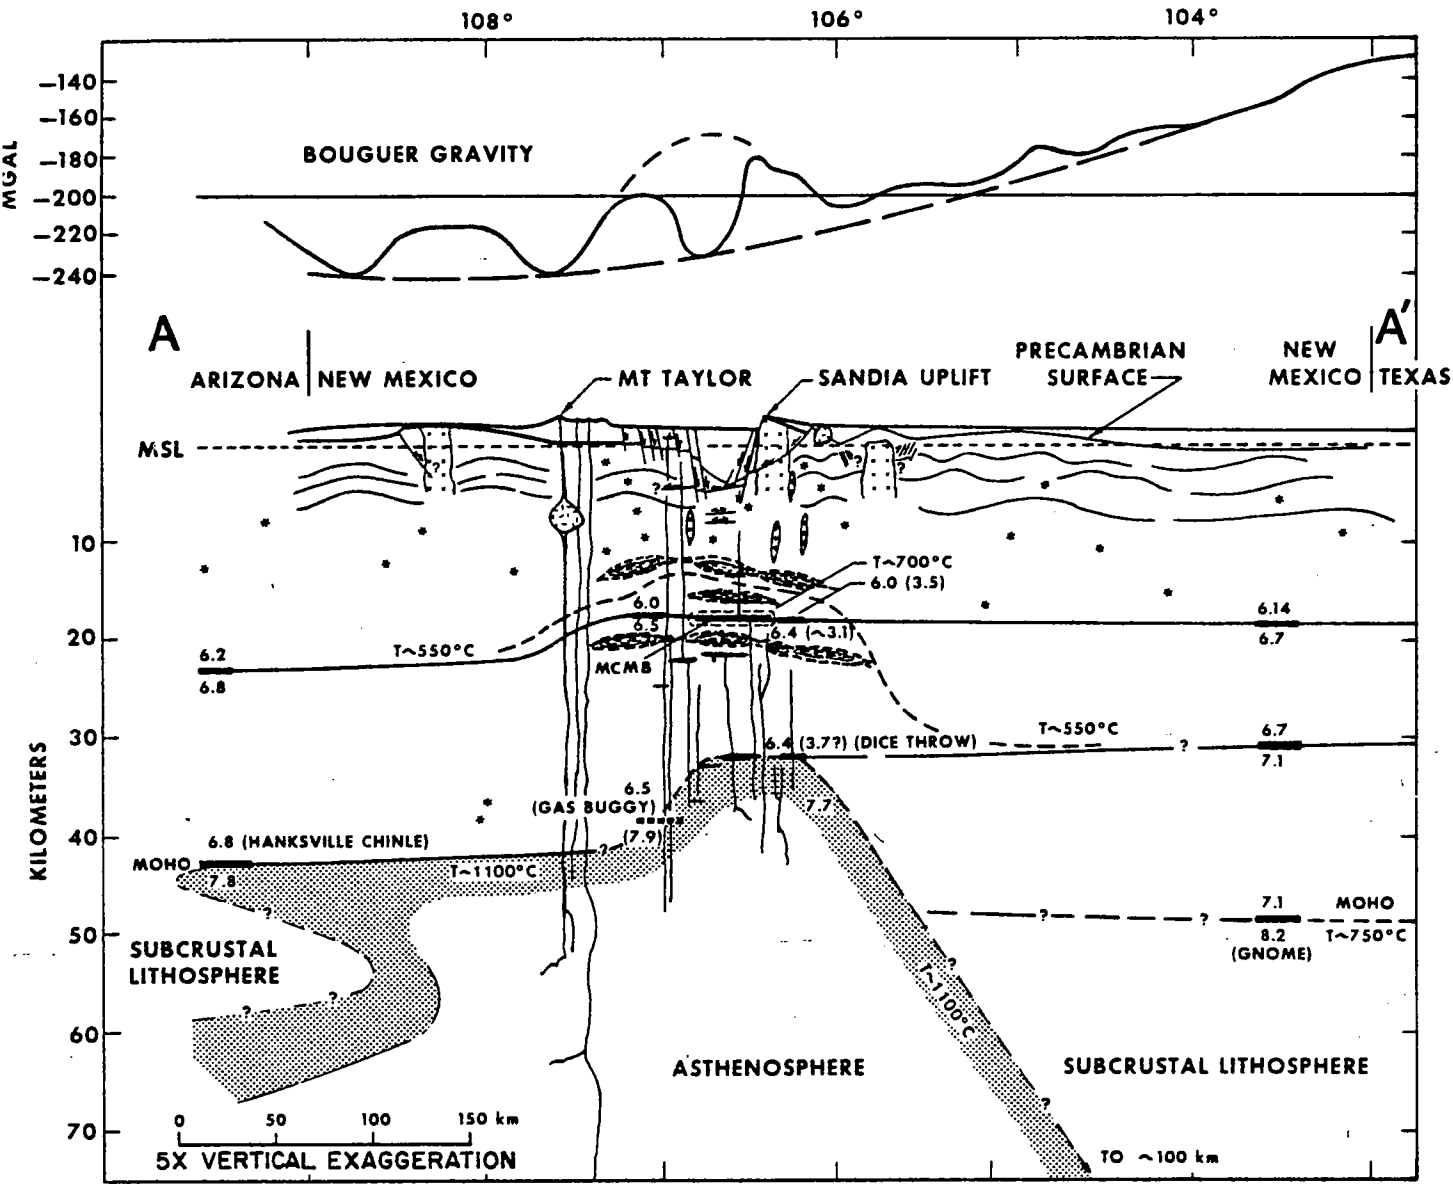 108° 106° 104°
−140
−160
−180
−200
−220
−240
MGAL
BOUGUER GRAVITY
A A′
PRECAMBRIAN
SURFACE
NEW
MEXICO TEXAS
ARIZONA NEW MEXICO
MT TAYLOR
SANDIA UPLIFT
MSL
?
?
?
?
10
T~700°C
6.0 (3.5)
6.0
6.5
6.4 (~3.1)
6.14
6.7
20
T~550°C
MCMB
6.2
6.8
30
6.4 (3.7?) (DICE THROW)
T~550°C
?
6.7
7.1
KILOMETERS
6.5
(GAS BUGGY)
(7.9)
7.7
40
6.8 (HANKSVILLE CHINLE)
MOHO
7.8
?
T~1100°C
?
?
?
7.1
MOHO
8.2
(GNOME)
T~750°C
50
SUBCRUSTAL
LITHOSPHERE
?
?
?
T~1100°C
60
ASTHENOSPHERE
SUBCRUSTAL LITHOSPHERE
?
0 50 100 150 km
70
5X VERTICAL EXAGGERATION
TO ~100 km